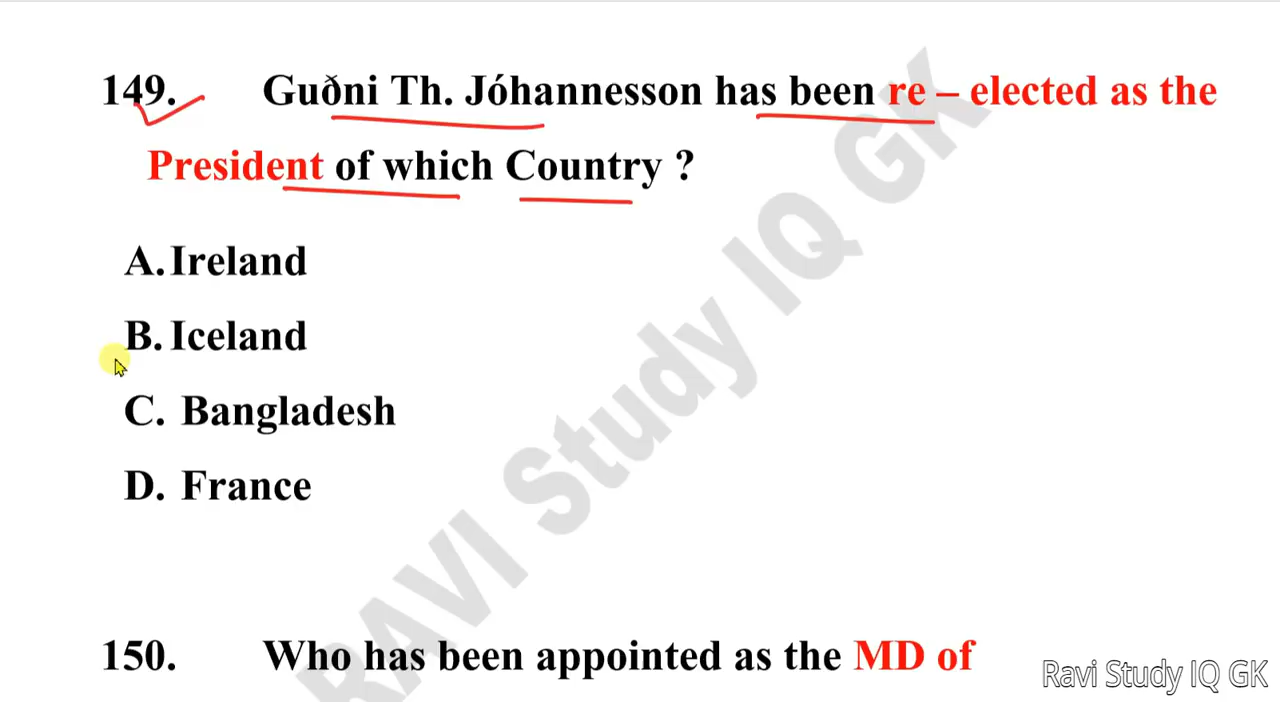 149. Guðni Th. Jóhannesson has been re – elected as the
President of which Country ?
A. Ireland
B. Iceland
C. Bangladesh
D. France
RAVI Study IQ GK
150. Who has been appointed as the MD of
Ravi Study IQ GK